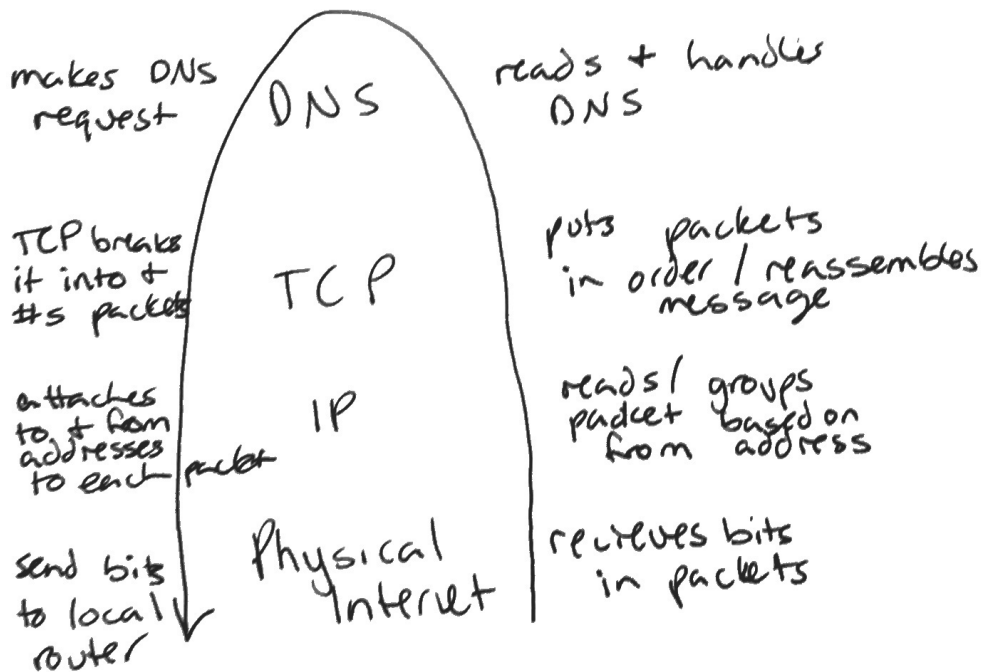 makes DNS
request
DNS
reads + handles
DNS
TCP breaks
it into +
#s packets
TCP
puts packets
in order / reassembles
message
attaches
to + from
addresses
to each packet
IP
reads / groups
packet based on
from address
send bits
to local
router
Physical
Internet
recieves bits
in packets